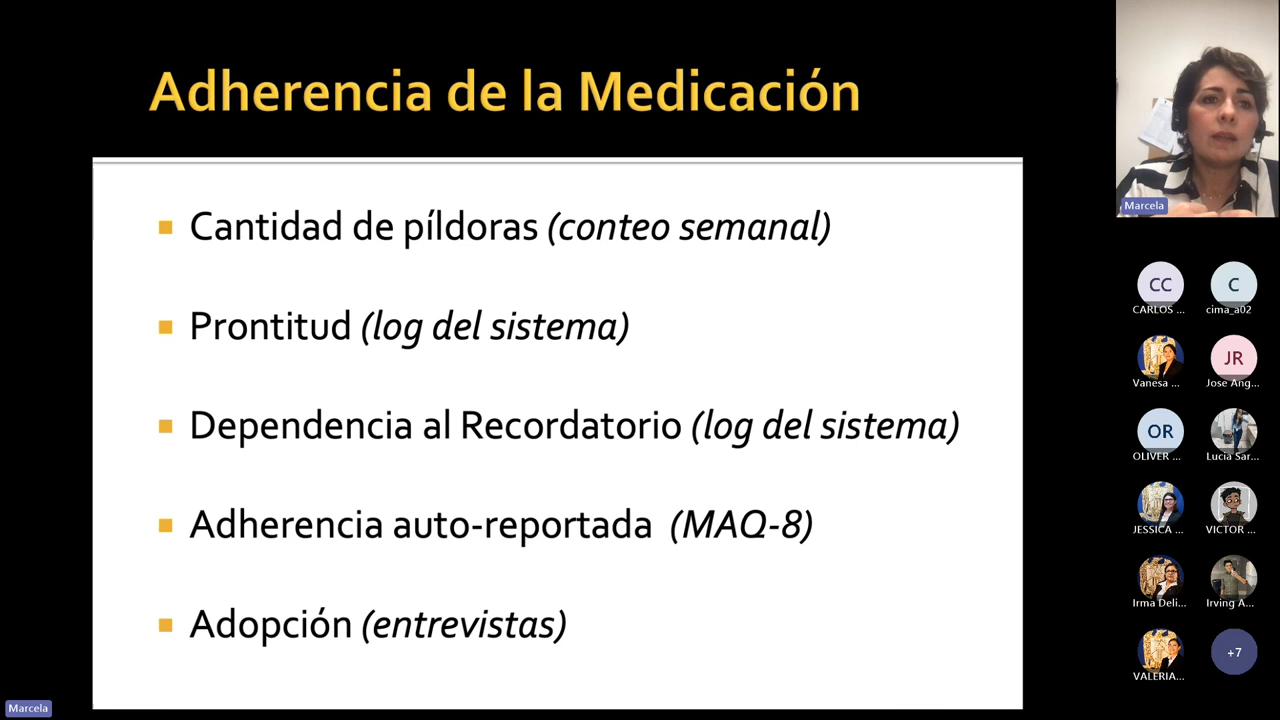 Adherencia de la Medicación
Cantidad de píldoras (conteo semanal)
Prontitud (log del sistema)
Dependencia al Recordatorio (log del sistema)
Adherencia auto-reportada (MAQ-8)
Adopción (entrevistas)
Marcela
CC
CARLOS ...
C
cima_a02
Vanesa ...
JR
Jose Ang...
OR
OLIVER ...
Lucia Sar...
JESSICA ...
VICTOR ...
Irma Deli...
Irving A...
VALERIA...
+7
Marcela